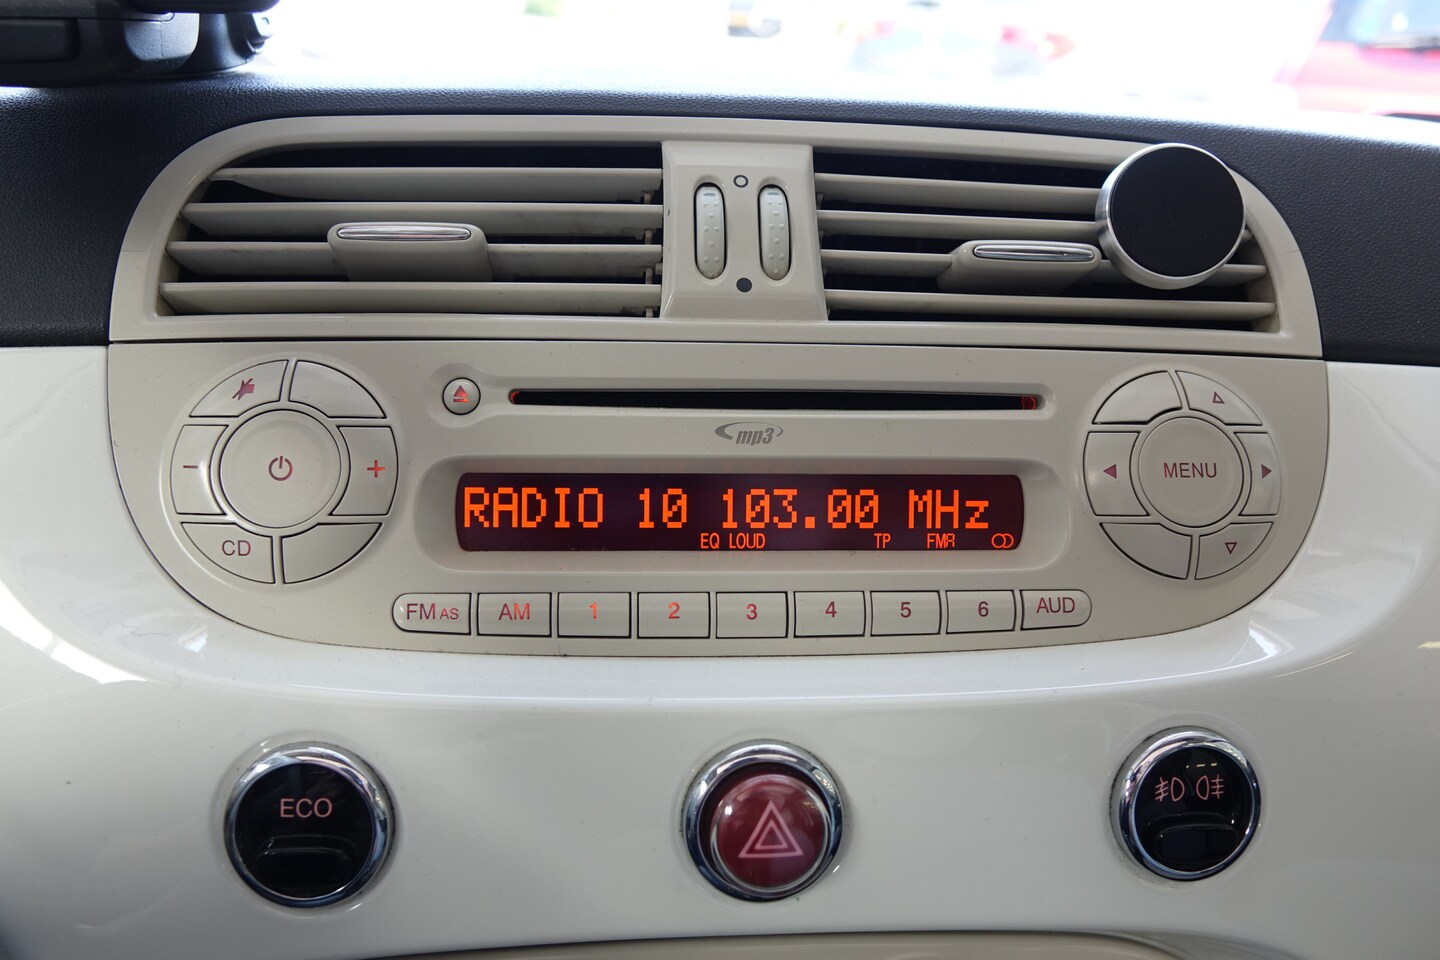 mp3
RADIO 10 103.00 MHz
EQ LOUD TP FMA
- +
CD
MENU
FM AS AM 1 2 3 4 5 6 AUD
ECO